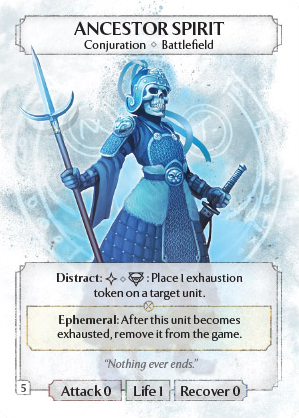 ANCESTOR SPIRIT
Conjuration ◇ Battlefield
Distract: ◇ : Place 1 exhaustion
token on a target unit.
Ephemeral: After this unit becomes
exhausted, remove it from the game.
“Nothing ever ends.”
5 Attack 0 Life 1 Recover 0